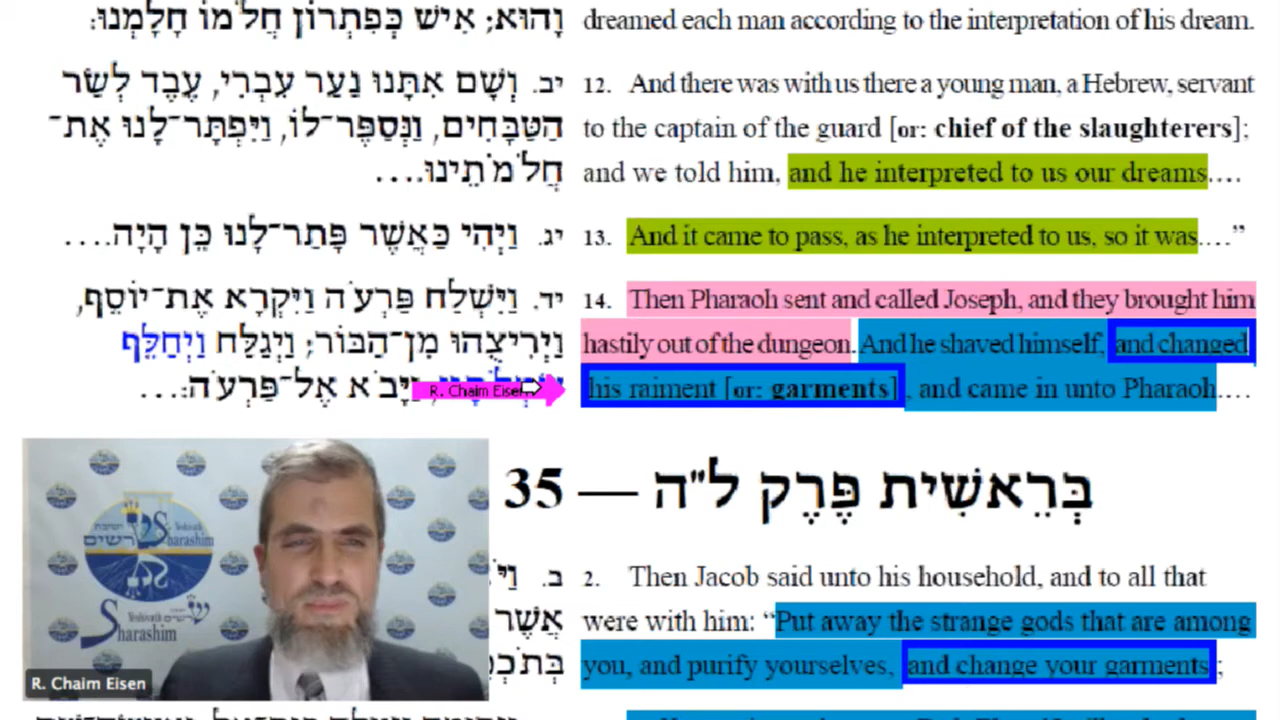 וָהוּא; אִישׁ כְּפִתְרוֹן חֲלֹמוֹ חָלָמְנוּ:
dreamed each man according to the interpretation of his dream.
יב. וְשָׁם אִתָּנוּ נַעַר עִבְרִי, עֶבֶד לְשַׂר
הַטַּבָּחִים, וַנְּסַפֶּר־לוֹ, וַיִּפְתָּר־לָנוּ אֶת־
חֲלֹמֹתֵינוּ....
12. And there was with us there a young man, a Hebrew, servant
to the captain of the guard [or: chief of the slaughterers];
and we told him, and he interpreted to us our dreams....
יג. וַיְהִי כַּאֲשֶׁר פָּתַר־לָנוּ כֵּן הָיָה....
13. And it came to pass, as he interpreted to us, so it was....”
יד. וַיִּשְׁלַח פַּרְעֹה וַיִּקְרָא אֶת־יוֹסֵף,
וַיְרִיצֻהוּ מִן־הַבּוֹר; וַיְגַלַּח וַיְחַלֵּף
וַיָּבֹא אֶל־פַּרְעֹה:...
R. Chaim Eisen
14. Then Pharaoh sent and called Joseph, and they brought him
hastily out of the dungeon. And he shaved himself, and changed
his raiment [or: garments], and came in unto Pharaoh....
35 — בְּרֵאשִׁית פֶּרֶק ל"ה
ב.
אֲשֶׁר
2. Then Jacob said unto his household, and to all that
were with him: “Put away the strange gods that are among
you, and purify yourselves, and change your garments;
ישיבת שרשים
Yeshivath Sharashim
Yeshivath שרשים
Sharashim
R. Chaim Eisen